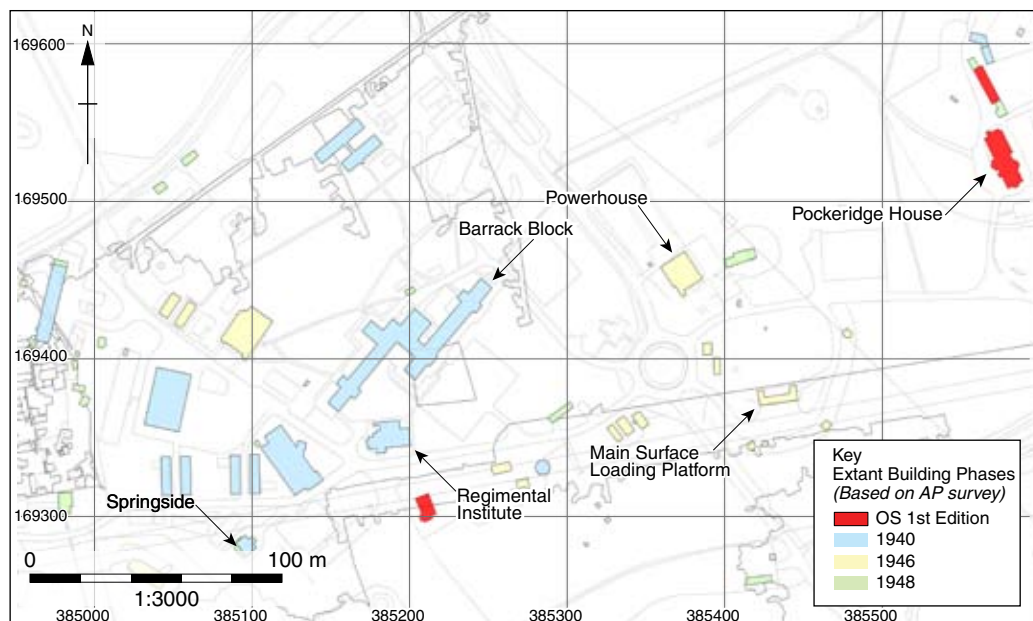 169600
N
169500
Powerhouse
Barrack Block
Pockeridge House
169400
Main Surface
Loading Platform
Regimental
Institute
Springside
169300
0
100 m
1:3000
385000
385100
385200
385300
385400
385500
Key
Extant Building Phases
(Based on AP survey)
OS 1st Edition
1940
1946
1948